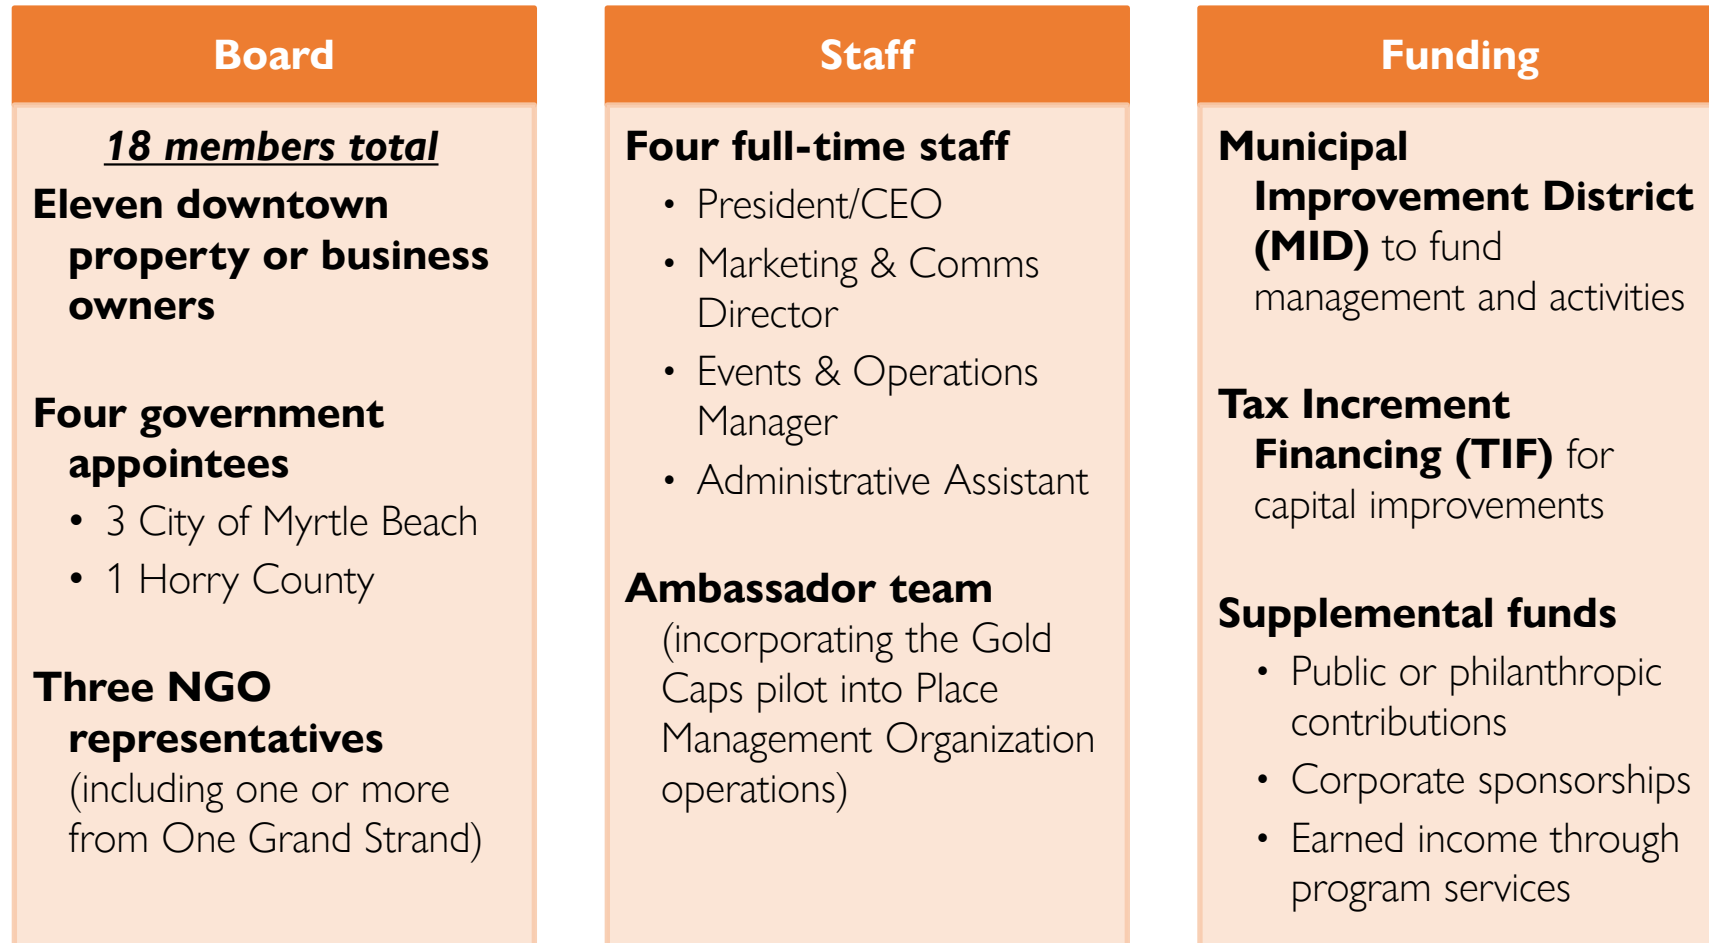 Board
18 members total
Eleven downtown
property or business
owners
Four government
appointees
• 3 City of Myrtle Beach
• 1 Horry County
Three NGO
representatives
(including one or more
from One Grand Strand)
Staff
Four full-time staff
• President/CEO
• Marketing & Comms
Director
• Events & Operations
Manager
• Administrative Assistant
Ambassador team
(incorporating the Gold
Caps pilot into Place
Management Organization
operations)
Funding
Municipal
Improvement District
(MID) to fund
management and activities
Tax Increment
Financing (TIF) for
capital improvements
Supplemental funds
• Public or philanthropic
contributions
• Corporate sponsorships
• Earned income through
program services